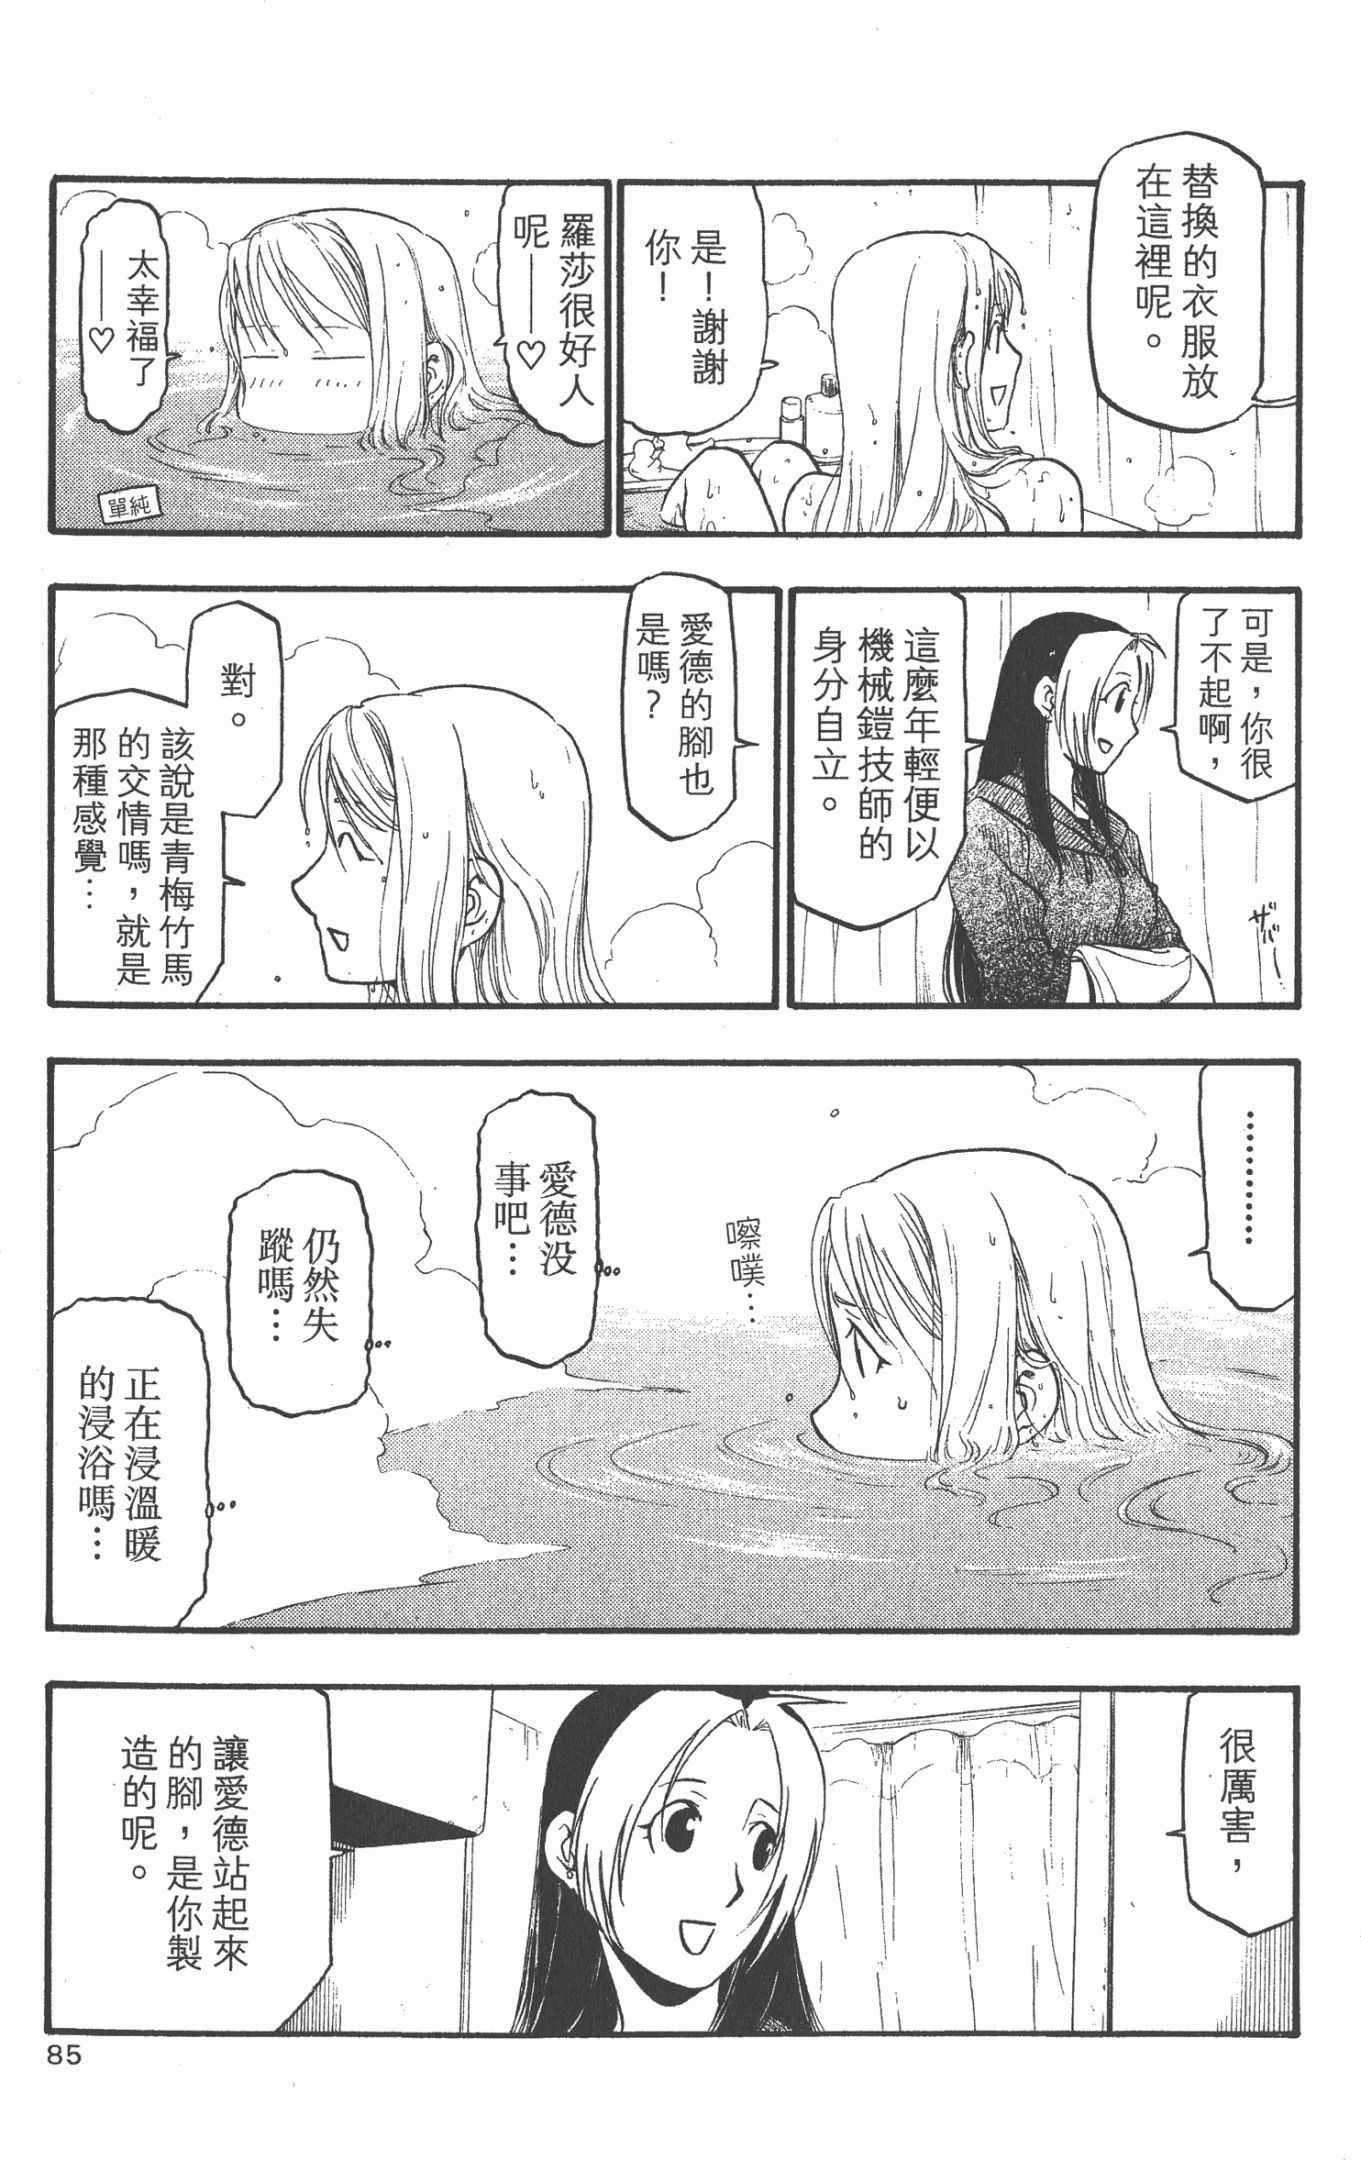 替換的衣服放
在這裡呢。
是！謝謝
你！
羅莎很好人
呢——♡
太幸福了
——♡
單純
可是，你很
了不起啊，
這麼年輕便以
機械鎧技師的
身分自立。
ザバーッ
愛德的腳也
是嗎？
對。
該說是青梅竹馬
的交情嗎，就是
那種感覺…
…………
嚓噗…
愛德没
事吧…
仍然失
蹤嗎…
正在浸溫暖
的浸浴嗎…
很厲害，
讓愛德站起來
的腳，是你製
造的呢。
85